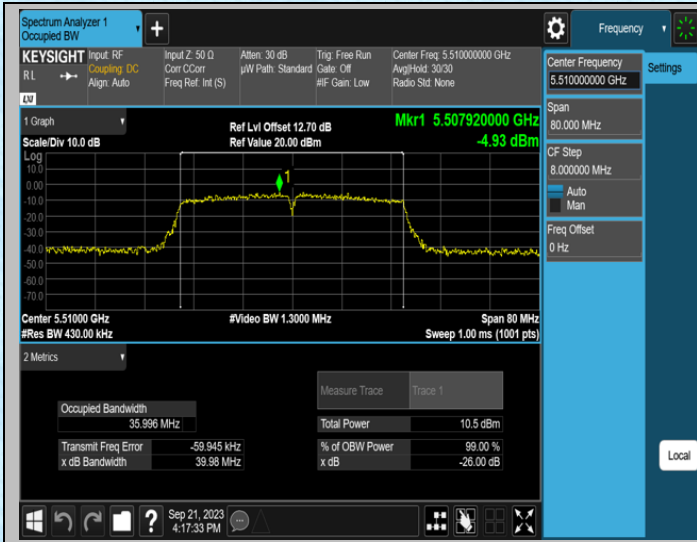 Spectrum Analyzer 1
Occupied BW
Frequency
KEYSIGHT
Input: RF
Input Z: 50 Ω
Atten: 30 dB
Trig: Free Run
Center Freq: 5.510000000 GHz
RL
Coupling: DC
Corr CCorr
µW Path: Standard
Gate: Off
Avg|Hold: 30/30
Align: Auto
Freq Ref: Int (S)
#IF Gain: Low
Radio Std: None
LXI
1 Graph
Ref Lvl Offset 12.70 dB
Mkr1 5.507920000 GHz
Scale/Div 10.0 dB
Ref Value 20.00 dBm
-4.93 dBm
Log
10.0
0.00
-10.0
-20.0
-30.0
-40.0
-50.0
-60.0
-70.0
1
Center 5.51000 GHz
#Video BW 1.3000 MHz
Span 80 MHz
#Res BW 430.00 kHz
Sweep 1.00 ms (1001 pts)
2 Metrics
Measure Trace
Trace 1
Occupied Bandwidth
35.996 MHz
Total Power
10.5 dBm
Transmit Freq Error
-59.945 kHz
% of OBW Power
99.00 %
x dB Bandwidth
39.98 MHz
x dB
-26.00 dB
Sep 21, 2023
4:17:33 PM
Center Frequency
5.510000000 GHz
Settings
Span
80.000 MHz
CF Step
8.000000 MHz
Auto
Man
Freq Offset
0 Hz
Local